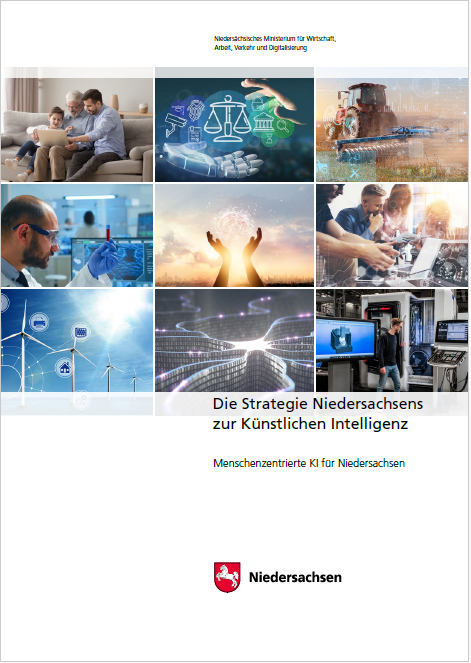 Niedersächsisches Ministerium für Wirtschaft,
Arbeit, Verkehr und Digitalisierung
Die Strategie Niedersachsens
zur Künstlichen Intelligenz
Menschenzentrierte KI für Niedersachsen
Niedersachsen